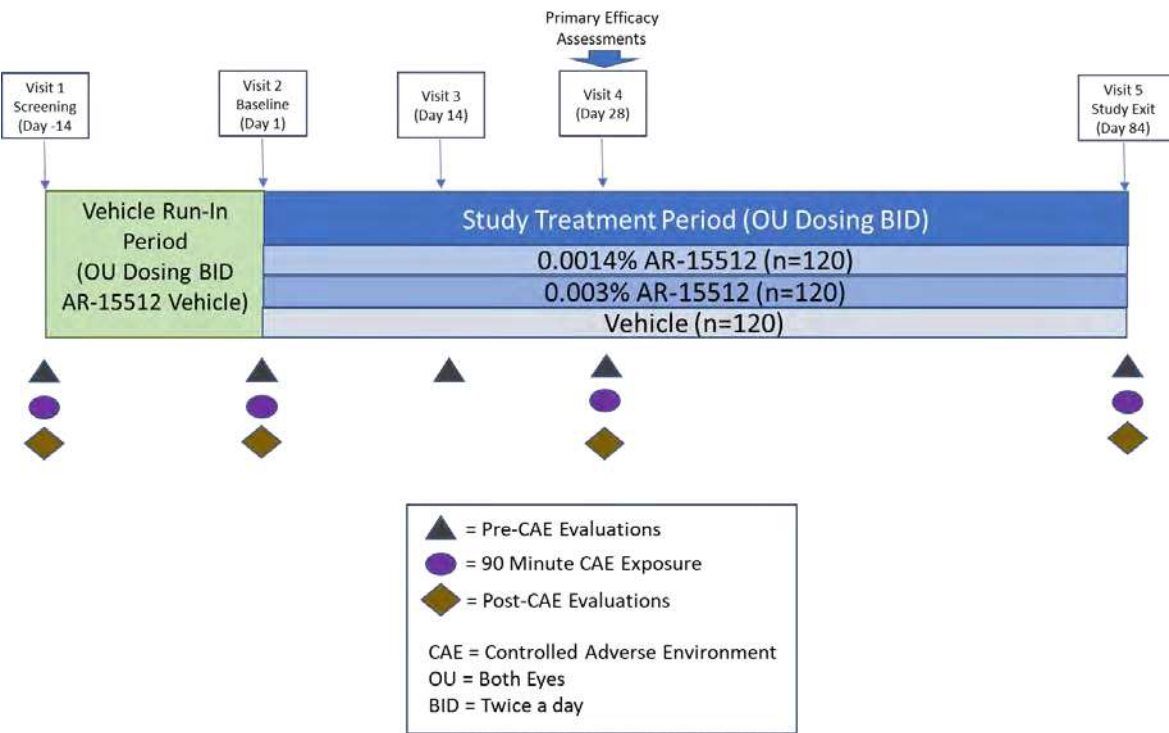 Primary Efficacy
Assessments
Visit 1
Screening
(Day -14
Visit 2
Baseline
(Day 1)
Visit 3
(Day 14)
Visit 4
(Day 28)
Visit 5
Study Exit
(Day 84)
Vehicle Run-In
Period
(OU Dosing BID
AR-15512 Vehicle)
Study Treatment Period (OU Dosing BID)
0.0014% AR-15512 (n=120)
0.003% AR-15512 (n=120)
Vehicle (n=120)
= Pre-CAE Evaluations
= 90 Minute CAE Exposure
= Post-CAE Evaluations
CAE = Controlled Adverse Environment
OU = Both Eyes
BID = Twice a day